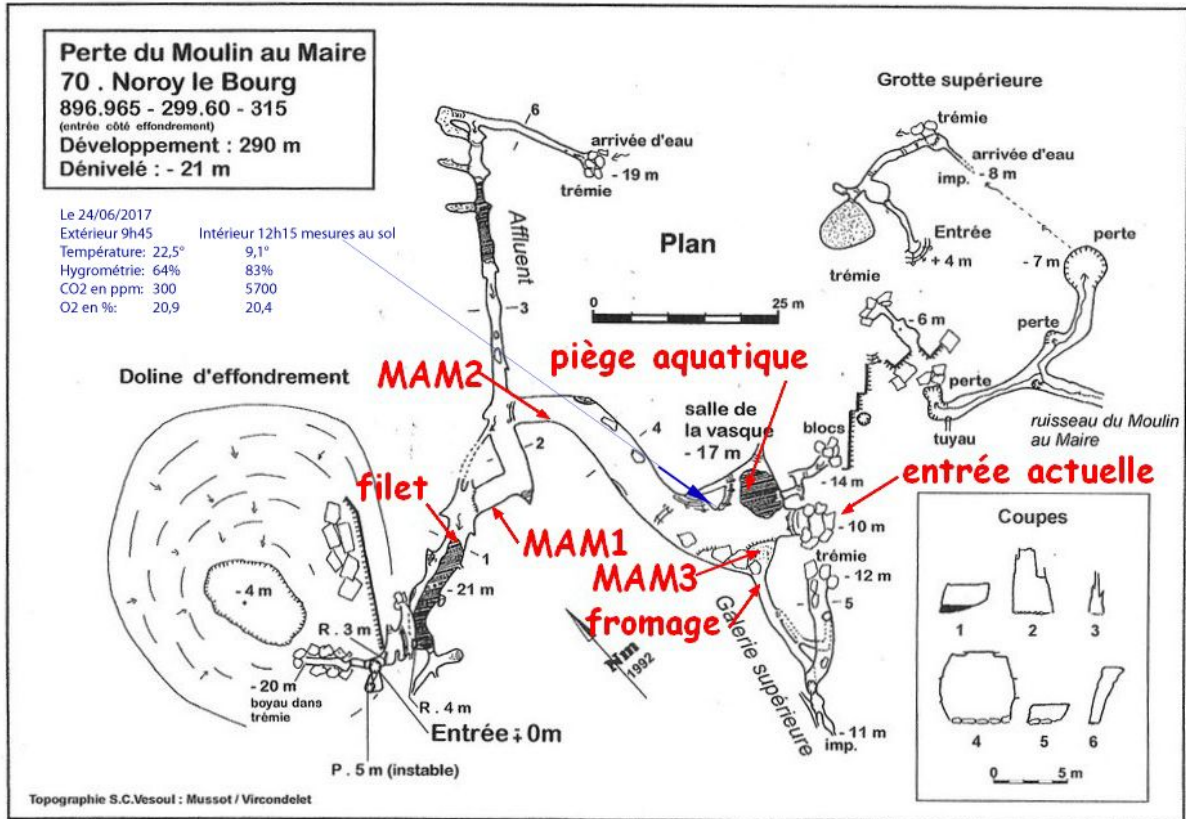 Perte du Moulin au Maire
70 . Noroy le Bourg
896.965 - 299.60 - 315
(entrée côté effondrement)
Développement : 290 m
Dénivelé : - 21 m
Le 24/06/2017
Extérieur 9h45 Intérieur 12h15 mesures au sol
Température: 22,5° 9,1°
Hygrométrie: 64% 83%
CO2 en ppm: 300 5700
O2 en %: 20,9 20,4
6
arrivée d'eau
- 19 m
trémie
Affluent
3
Plan
0 25 m
Grotte supérieure
trémie
arrivée d'eau
- 8 m
imp.
Entrée
+ 4 m
perte
- 7 m
trémie
- 6 m
perte
perte
tuyau
ruisseau du Moulin
au Maire
Doline d'effondrement
- 4 m
MAM2
2
4
piège aquatique
salle de
la vasque
- 17 m
blocs
- 14 m
entrée actuelle
- 10 m
filet
MAM1
1
- 21 m
MAM3
trémie
- 12 m
5
fromage
Galerie supérieure
- 11 m
imp.
Nm
1992
R . 3 m
- 20 m
boyau dans
trémie
R . 4 m
Entrée ∓ 0m
P . 5 m (instable)
Coupes
1 2 3
4 5 6
0 5 m
Topographie S.C.Vesoul : Mussot / Vircondelet